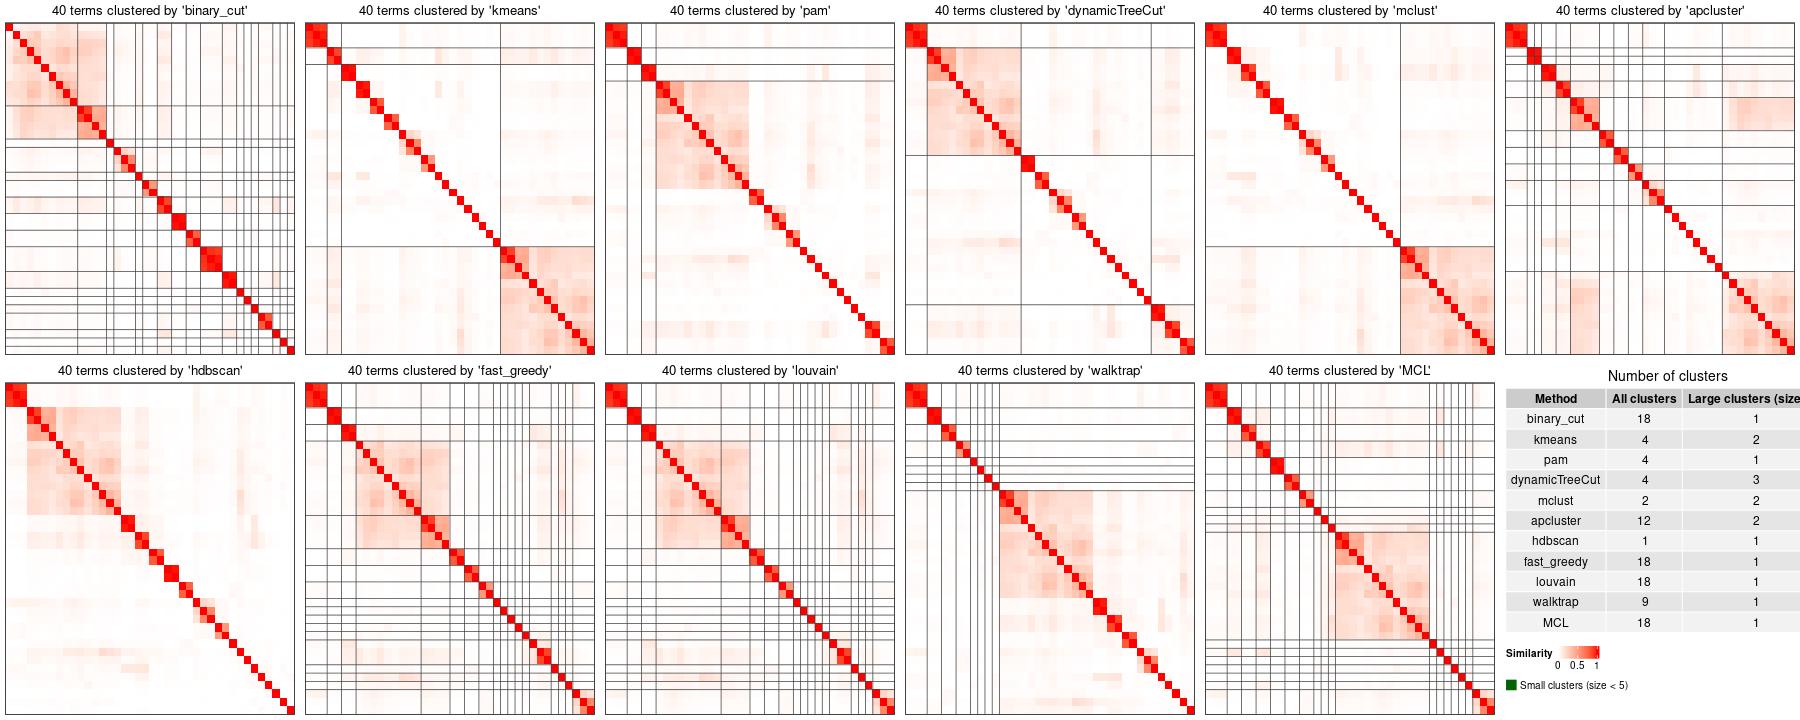 40 terms clustered by 'binary_cut'
40 terms clustered by 'kmeans'
40 terms clustered by 'pam'
40 terms clustered by 'dynamicTreeCut'
40 terms clustered by 'mclust'
40 terms clustered by 'apcluster'
40 terms clustered by 'hdbscan'
40 terms clustered by 'fast_greedy'
40 terms clustered by 'louvain'
40 terms clustered by 'walktrap'
40 terms clustered by 'MCL'
Number of clusters
Method All clusters Large clusters (size
binary_cut 18 1
kmeans 4 2
pam 4 1
dynamicTreeCut 4 3
mclust 2 2
apcluster 12 2
hdbscan 1 1
fast_greedy 18 1
louvain 18 1
walktrap 9 1
MCL 18 1
Similarity
0 0.5 1
Small clusters (size < 5)